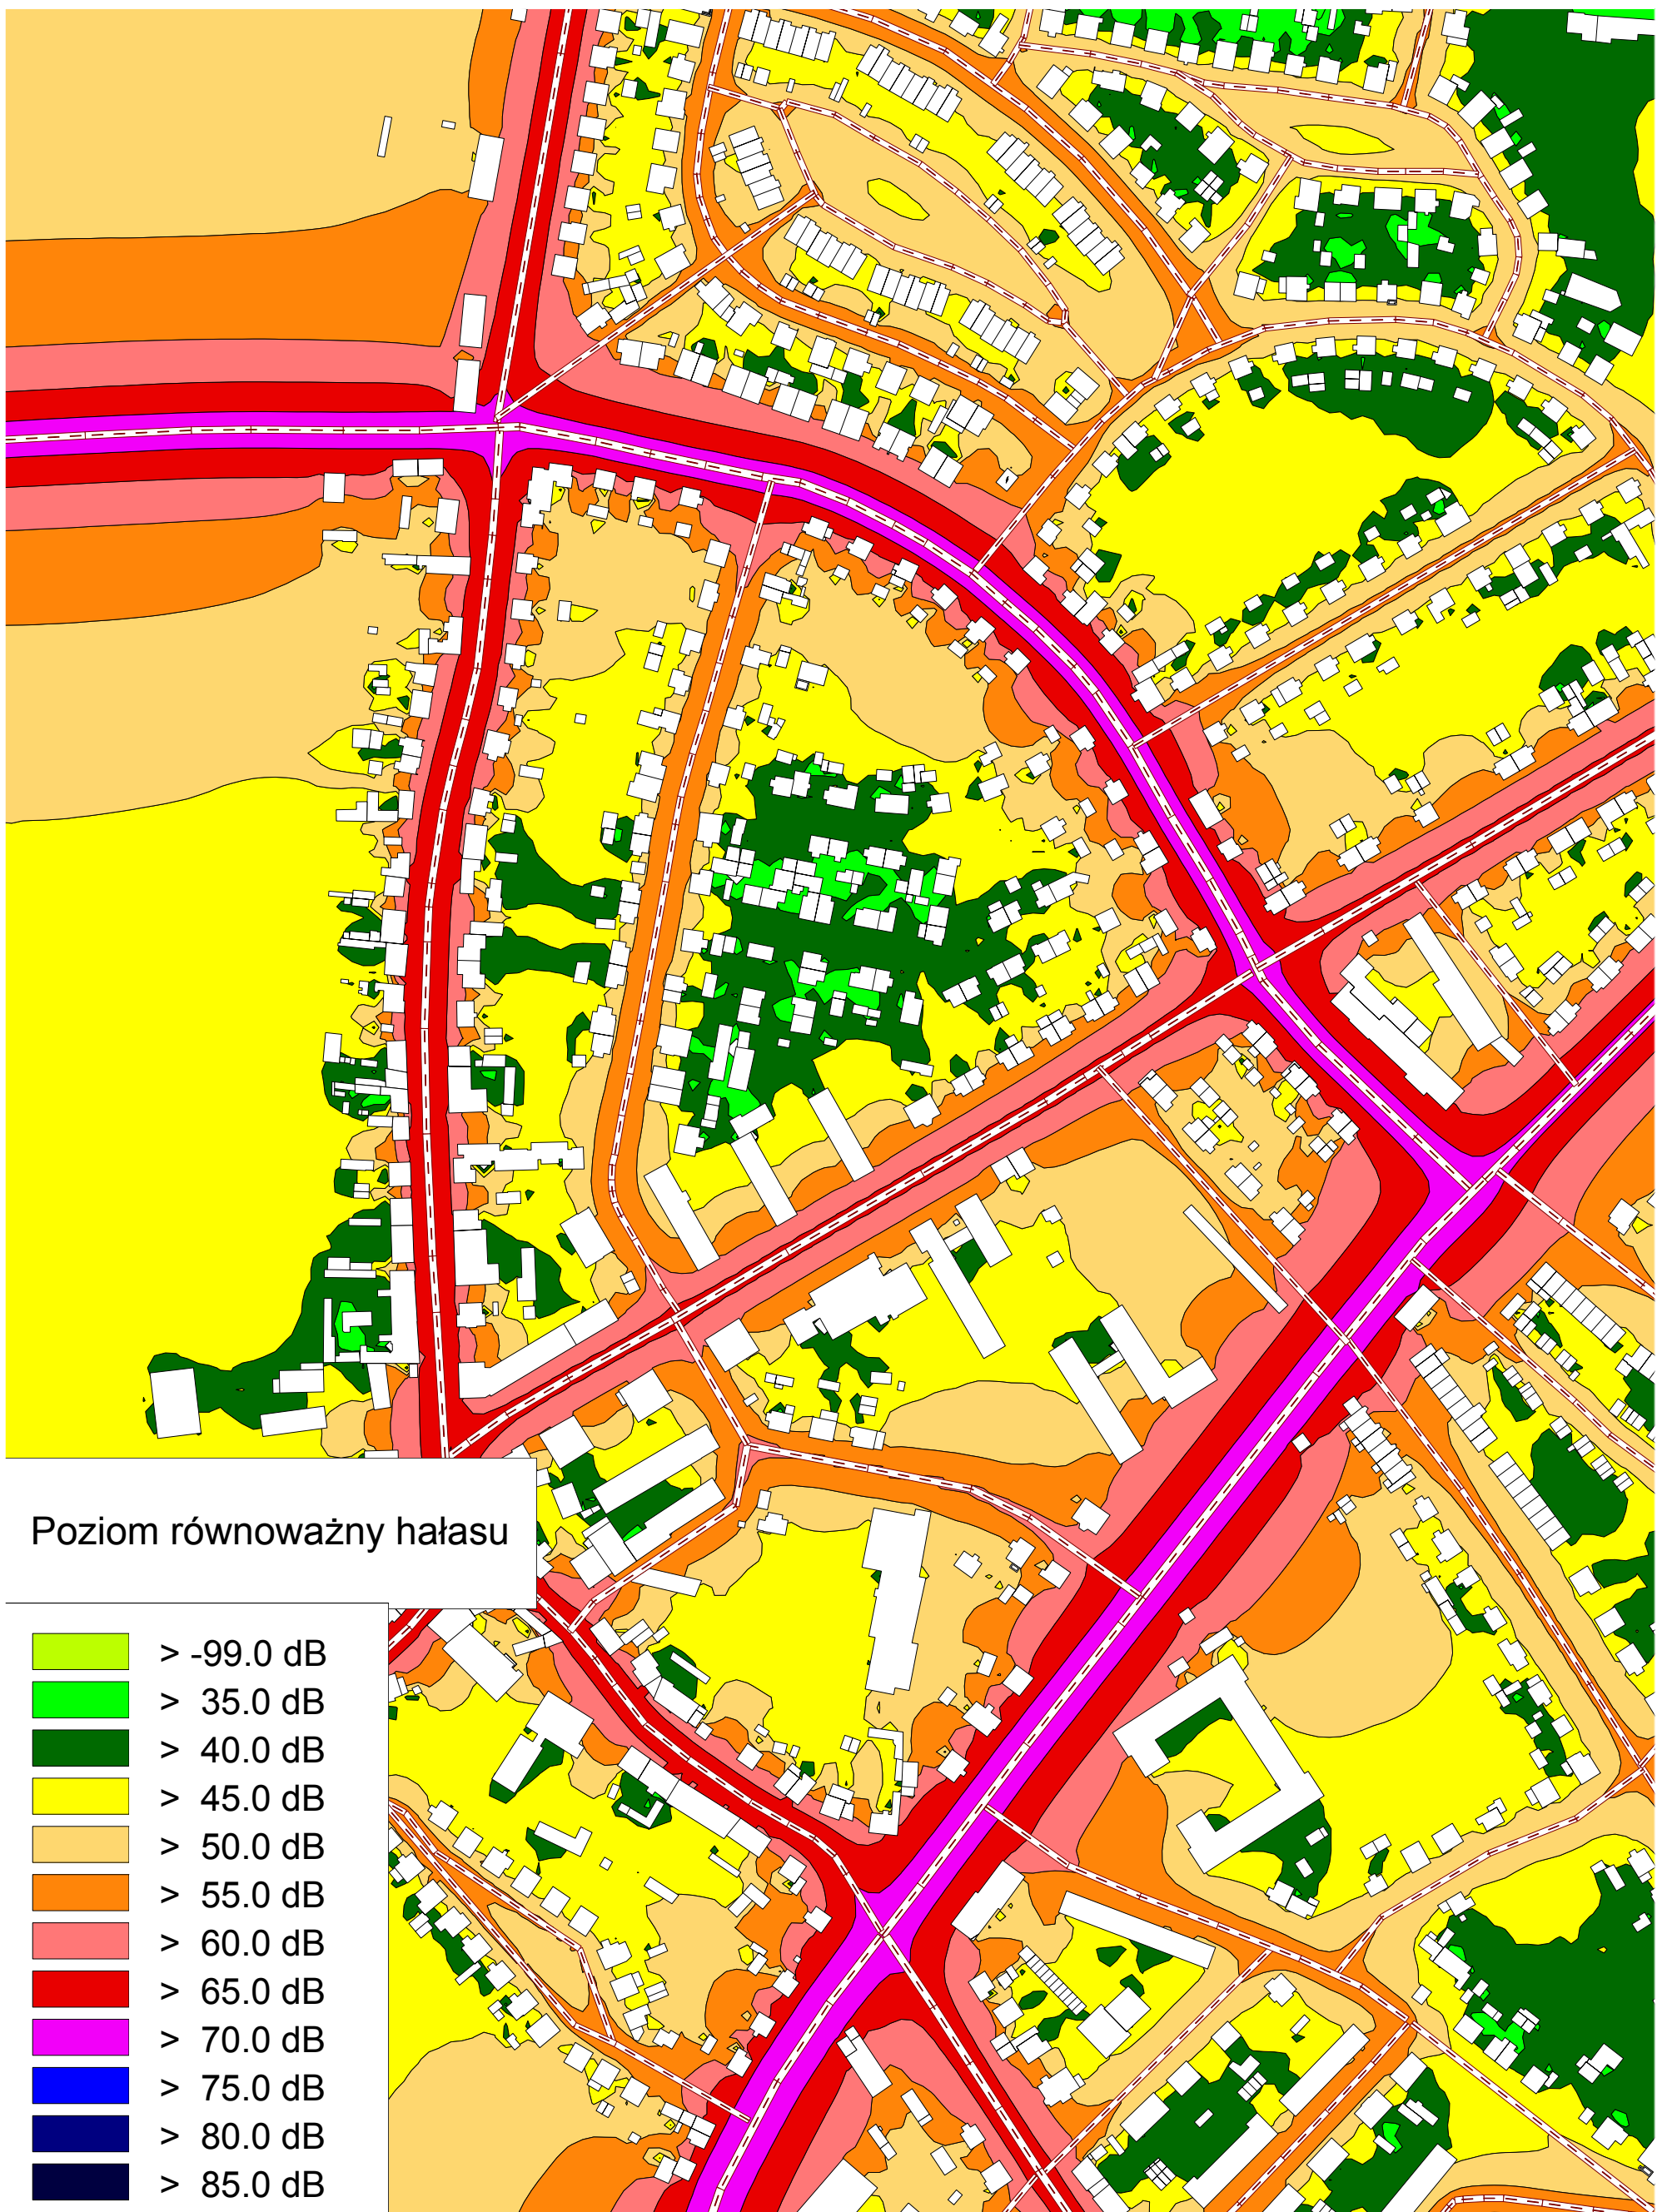 Poziom równoważny hałasu
> -99.0 dB
> 35.0 dB
> 40.0 dB
> 45.0 dB
> 50.0 dB
> 55.0 dB
> 60.0 dB
> 65.0 dB
> 70.0 dB
> 75.0 dB
> 80.0 dB
> 85.0 dB